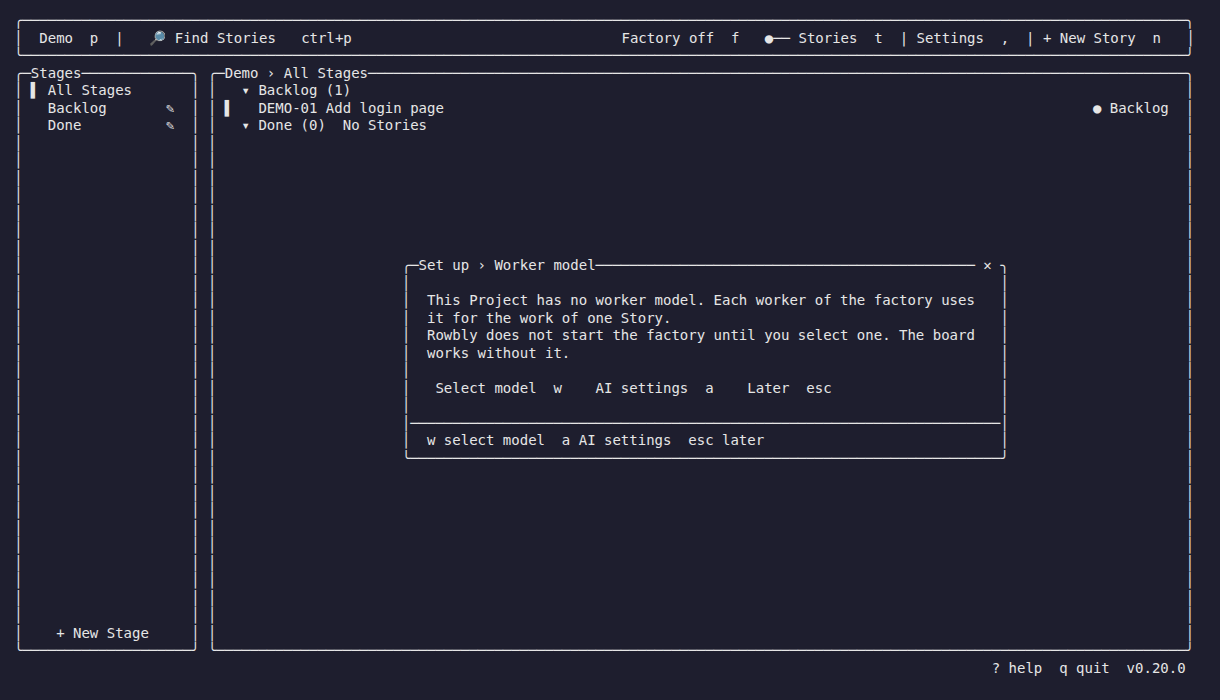 Demo  p  |   🔎 Find Stories   ctrl+p   Factory off  f   ●── Stories  t  | Settings  ,  | + New Story  n
Stages
All Stages
Backlog ✎
Done ✎
+ New Stage
Demo › All Stages
▾ Backlog (1)
DEMO-01 Add login page   ● Backlog
▾ Done (0)  No Stories
Set up › Worker model ✕
This Project has no worker model. Each worker of the factory uses
it for the work of one Story.
Rowbly does not start the factory until you select one. The board
works without it.
Select model  w    AI settings  a    Later  esc
w select model  a AI settings  esc later
? help  q quit  v0.20.0